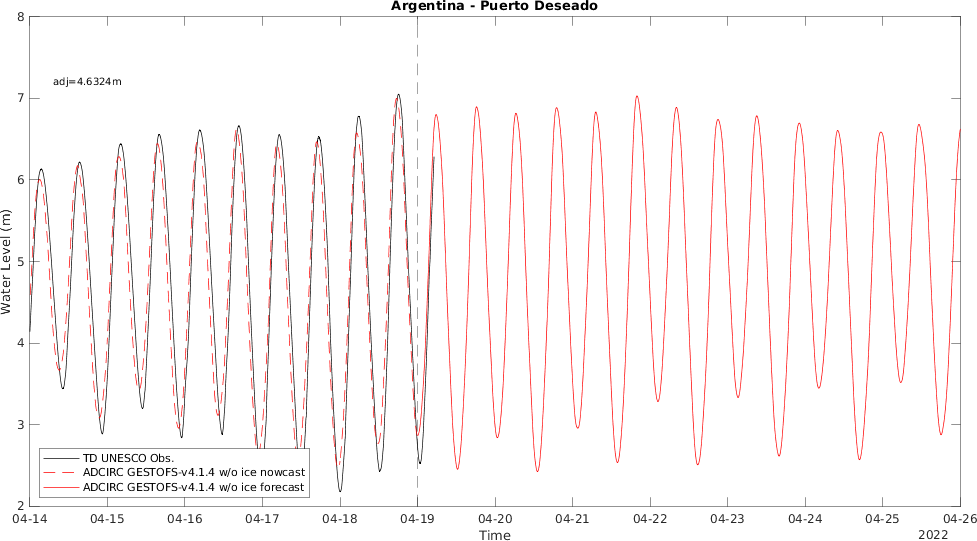 Argentina - Puerto Deseado
8
adj=4.6324m
7
6
5
4
3
2
Water Level (m)
TD UNESCO Obs.
ADCIRC GESTOFS-v4.1.4 w/o ice nowcast
ADCIRC GESTOFS-v4.1.4 w/o ice forecast
04-14 04-15 04-16 04-17 04-18 04-19 04-20 04-21 04-22 04-23 04-24 04-25 04-26
Time
2022